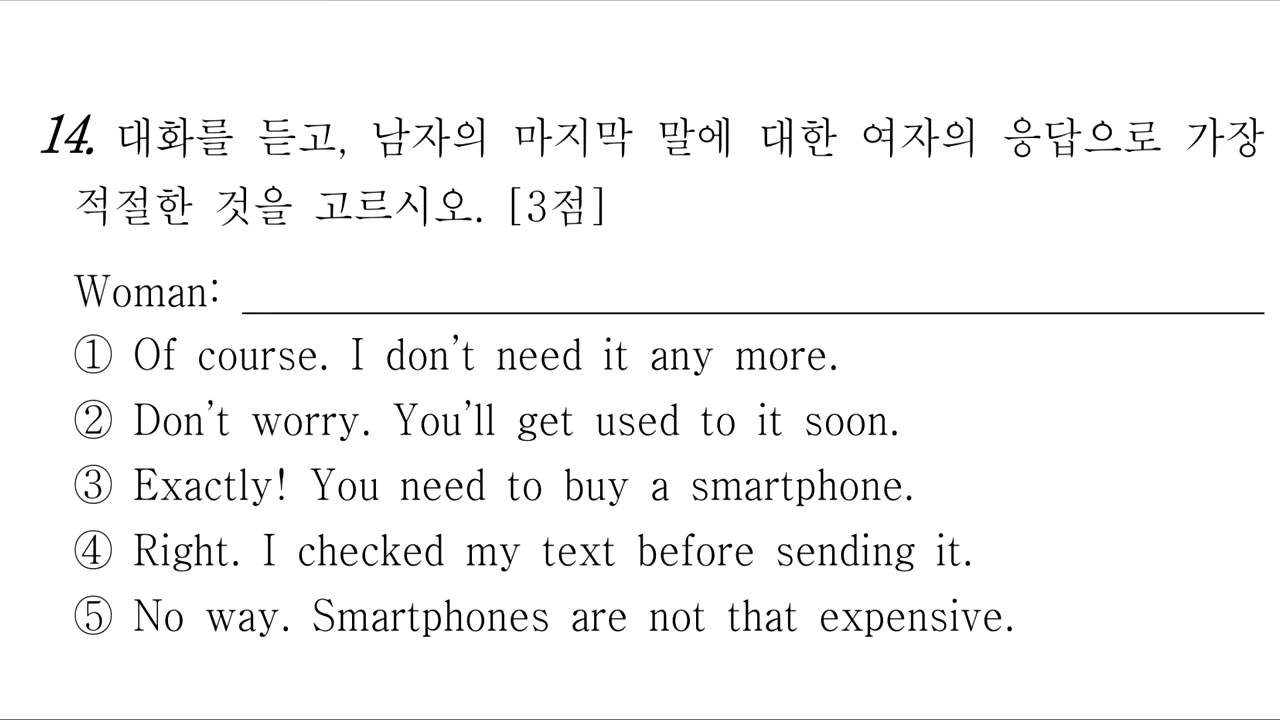 14. 대화를 듣고, 남자의 마지막 말에 대한 여자의 응답으로 가장
적절한 것을 고르시오. [3점]
Woman:
① Of course. I don't need it any more.
② Don't worry. You'll get used to it soon.
③ Exactly! You need to buy a smartphone.
④ Right. I checked my text before sending it.
⑤ No way. Smartphones are not that expensive.